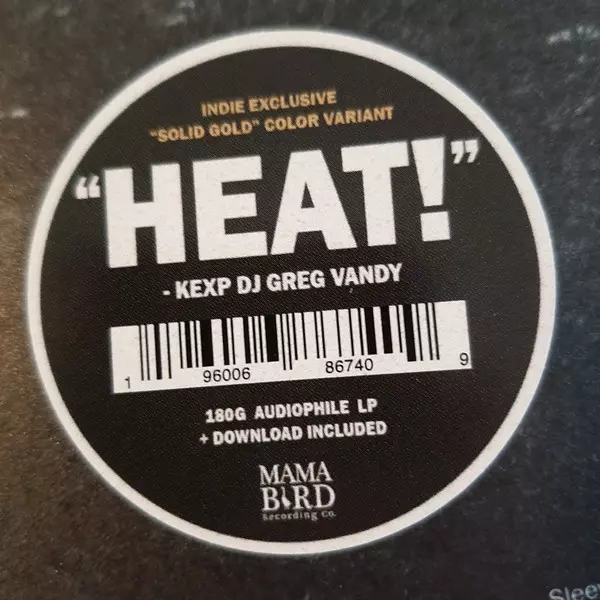 INDIE EXCLUSIVE
"SOLID GOLD" COLOR VARIANT
"HEAT!"
- KEXP DJ GREG VANDY
1 96006 86740 9
180G AUDIOPHILE LP
+ DOWNLOAD INCLUDED
MAMA
BIRD
Recording Co.